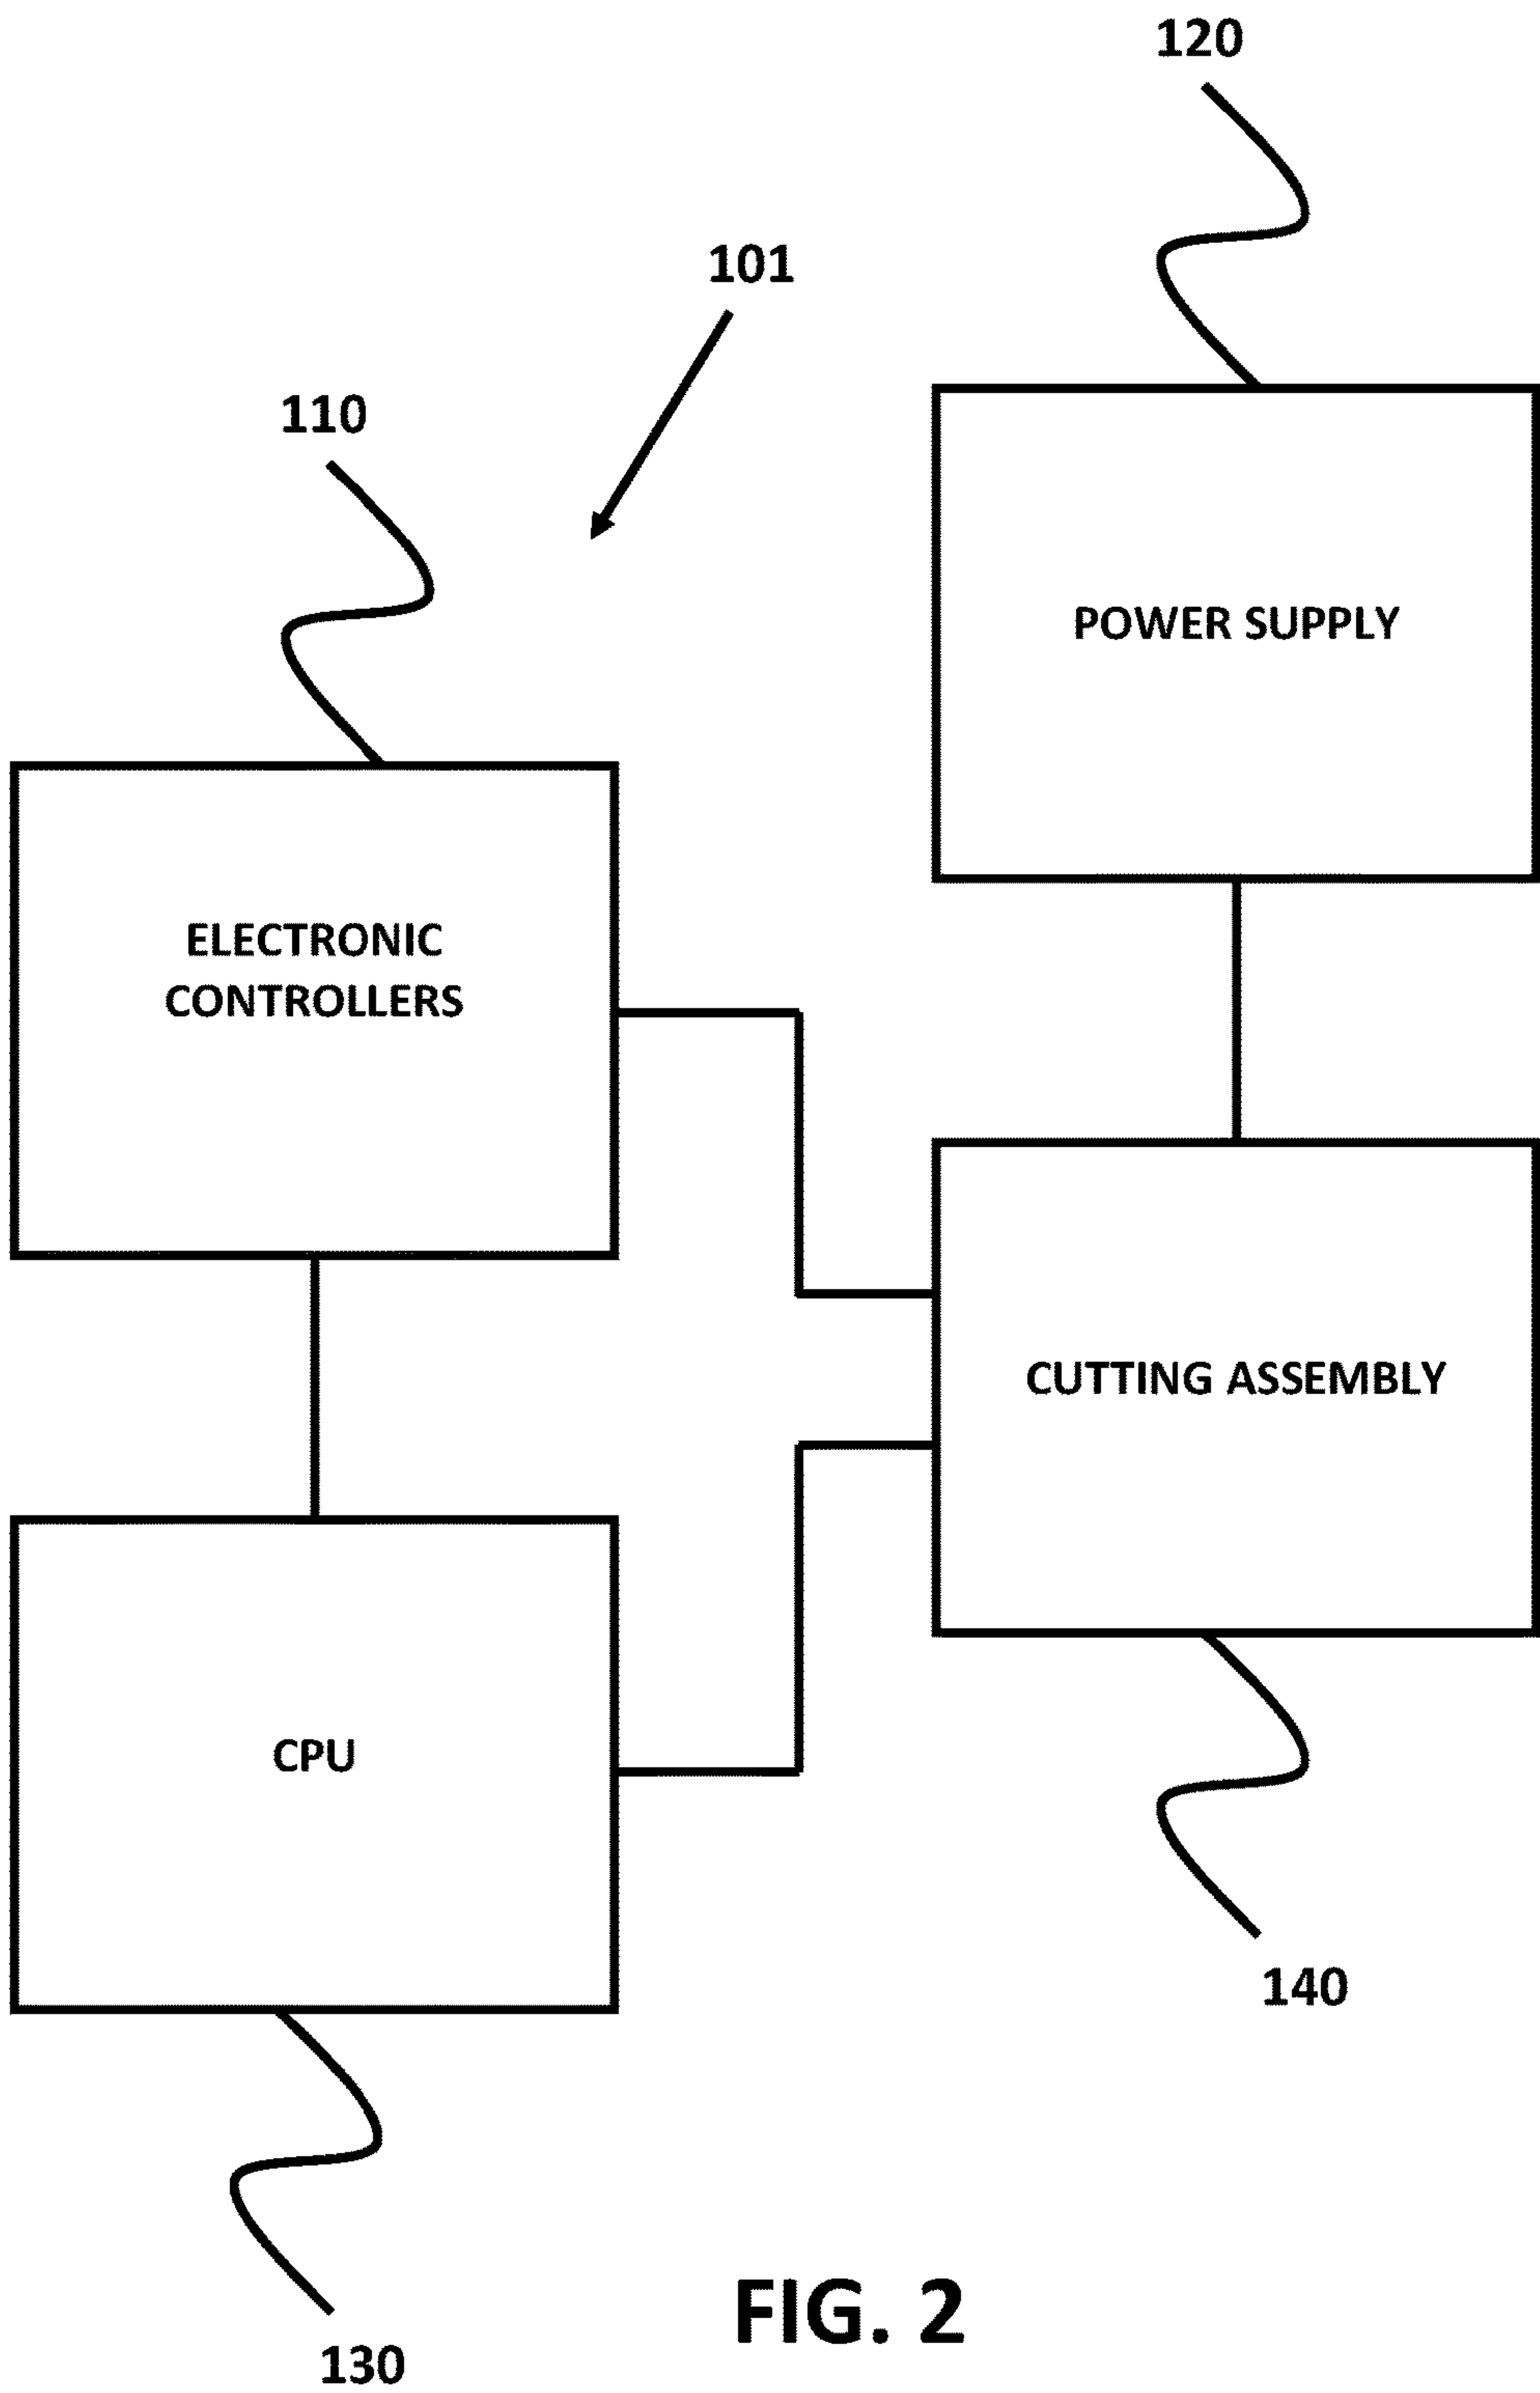 120
101
110
POWER SUPPLY
ELECTRONIC
CONTROLLERS
CUTTING ASSEMBLY
CPU
140
FIG. 2
130